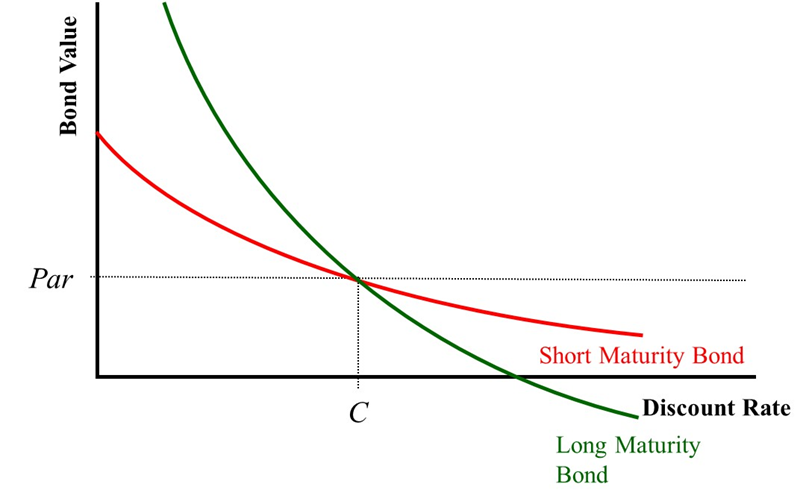 Bond Value
Par
Short Maturity Bond
C
Discount Rate
Long Maturity
Bond